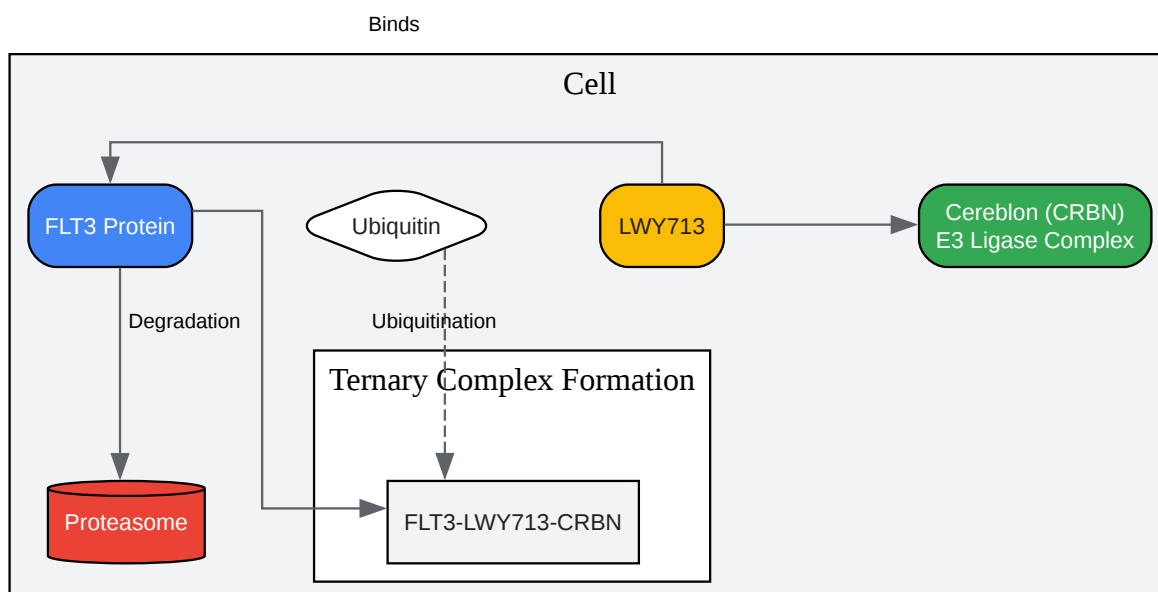 Binds
Cell
FLT3 Protein
Ubiquitin
LWY713
Cereblon (CRBN)
E3 Ligase Complex
Degradation
Ubiquitination
Ternary Complex Formation
Proteasome
FLT3-LWY713-CRBN